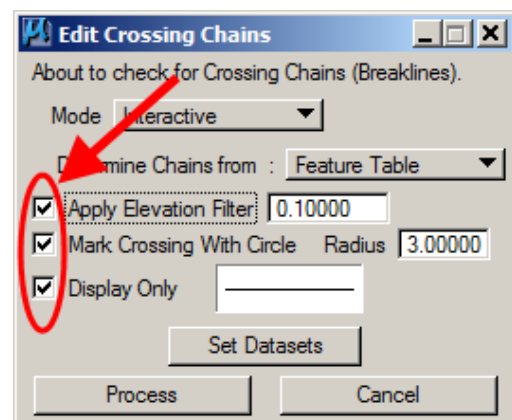 Edit Crossing Chains
About to check for Crossing Chains (Breaklines).
Mode Interactive
Determine Chains from : Feature Table
Apply Elevation Filter 0.10000
Mark Crossing With Circle Radius 3.00000
Display Only
Set Datasets
Process Cancel